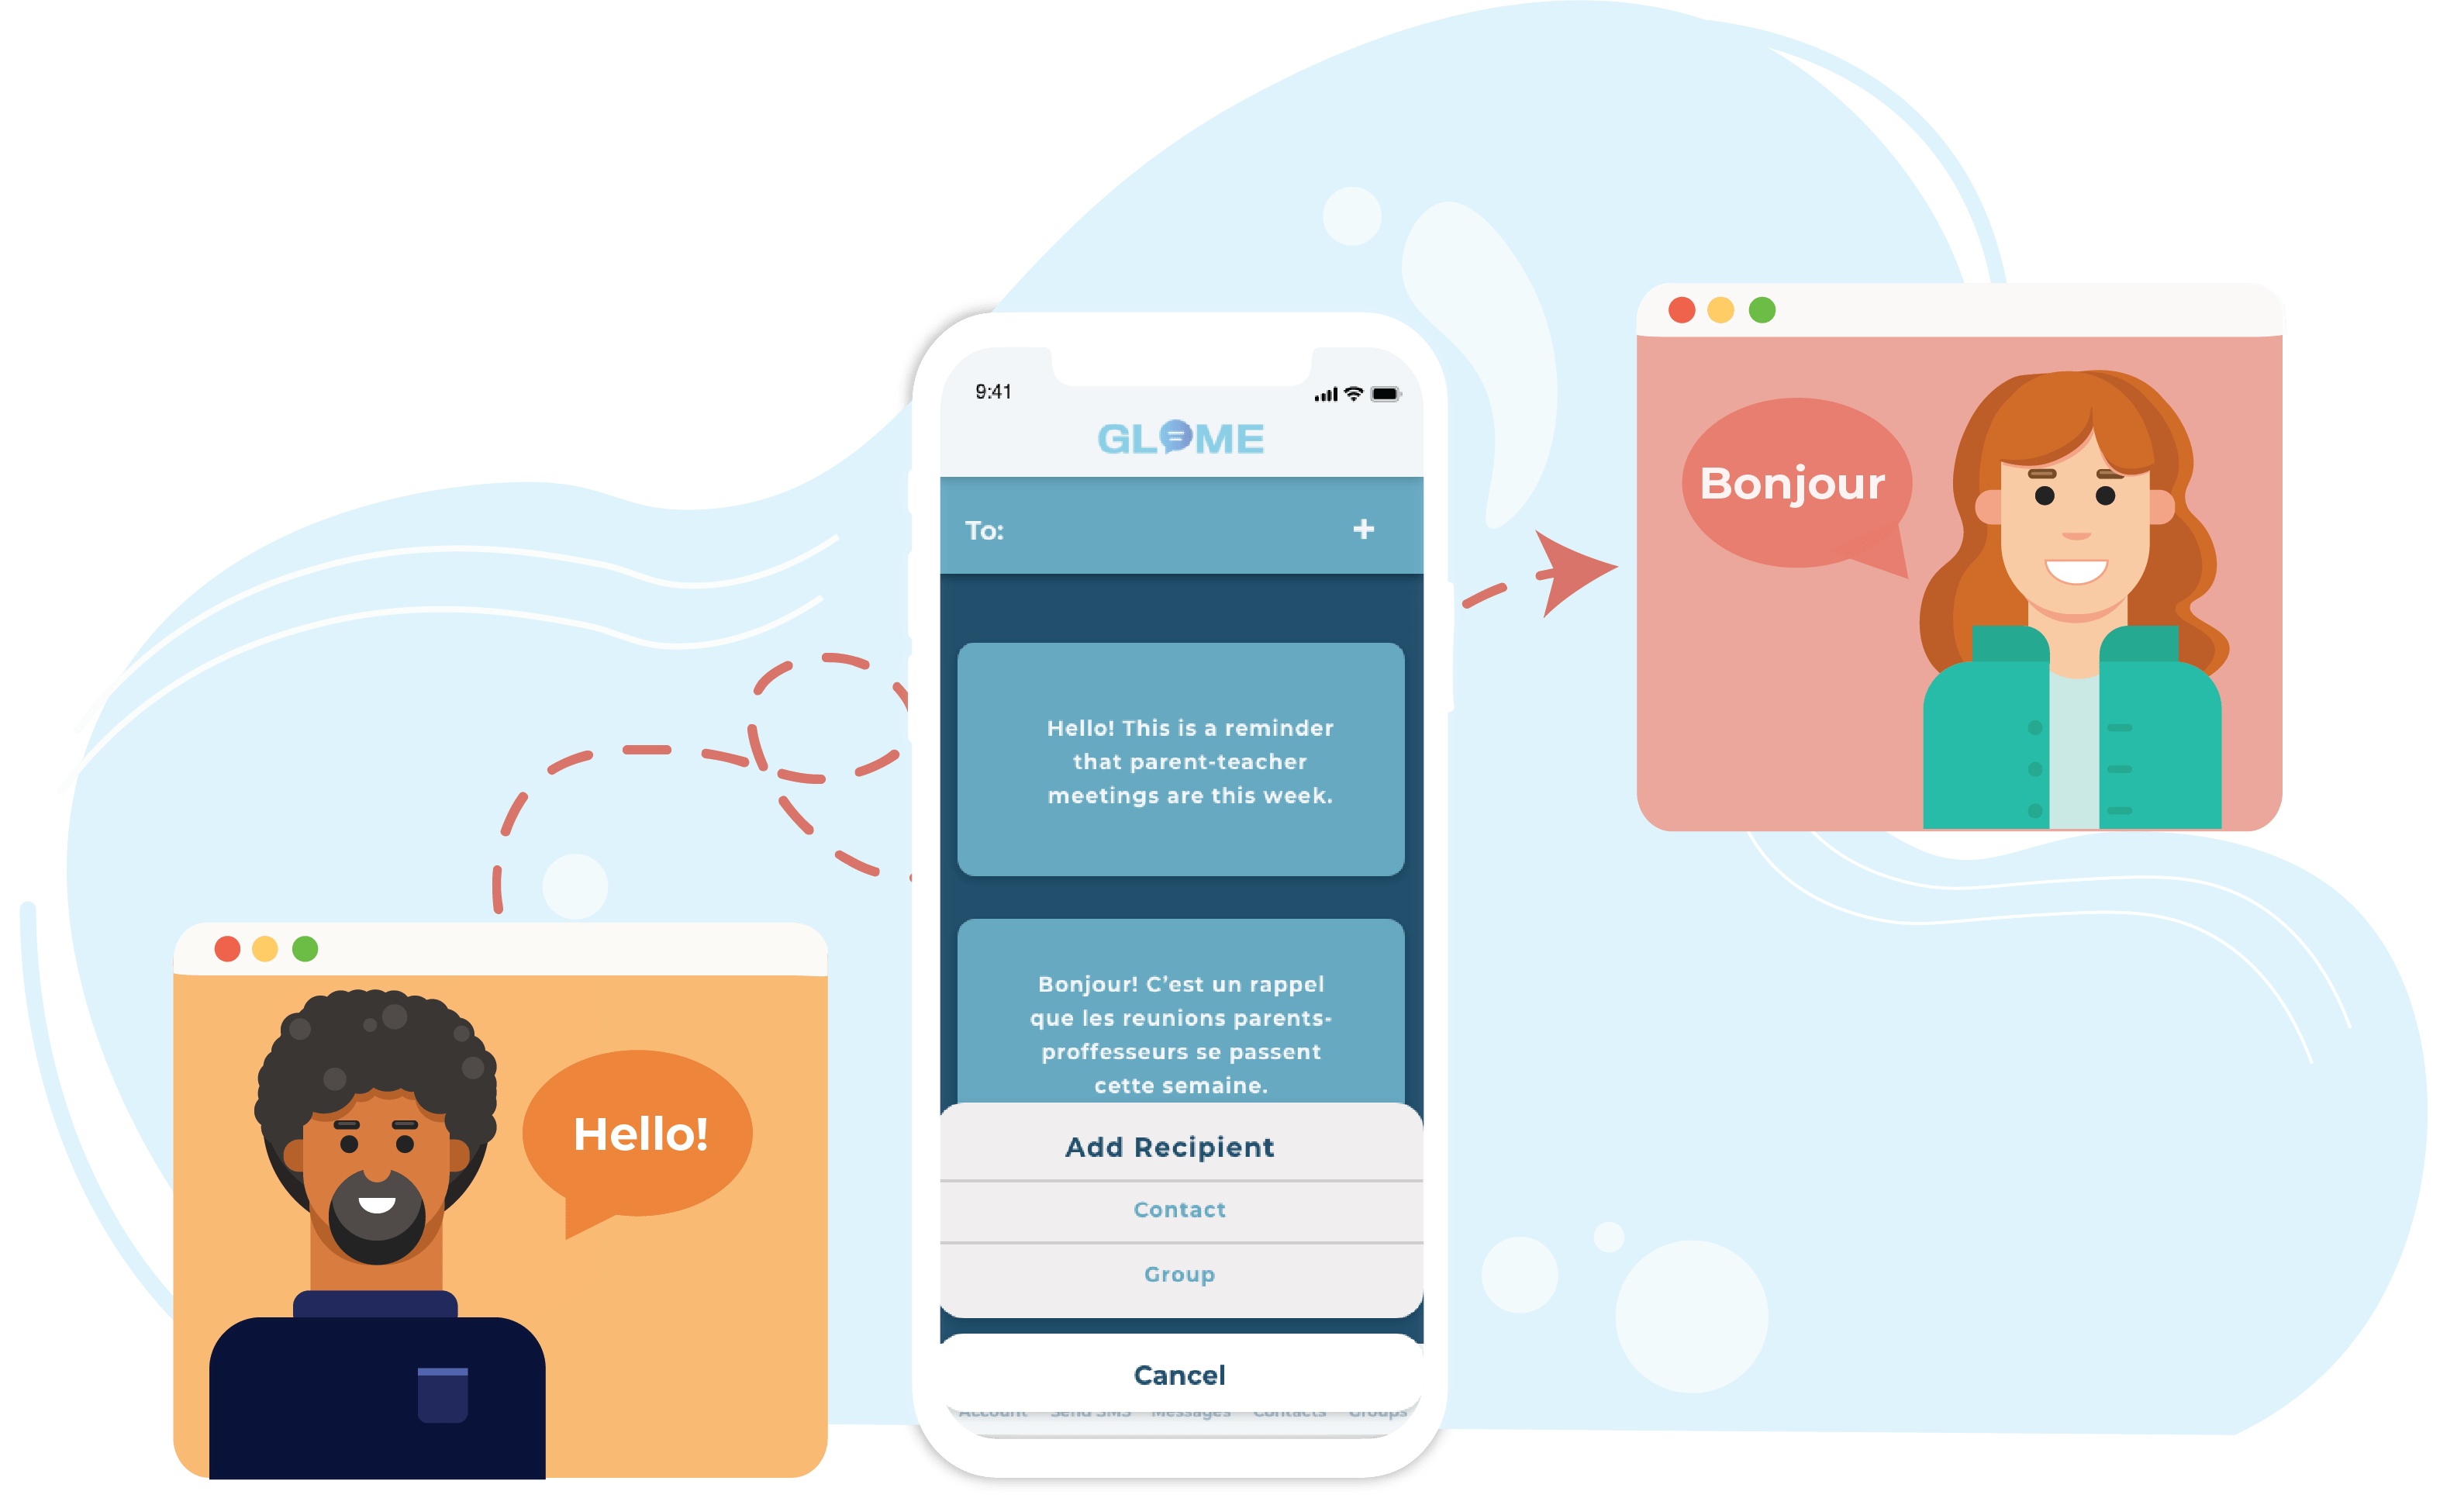 9:41
GLOME
To: +
Hello! This is a reminder
that parent-teacher
meetings are this week.
Bonjour! C’est un rappel
que les reunions parents-
proffesseurs se passent
cette semaine.
Add Recipient
Contact
Group
Cancel
Account Send SMS Messages Contacts Groups
Bonjour
Hello!